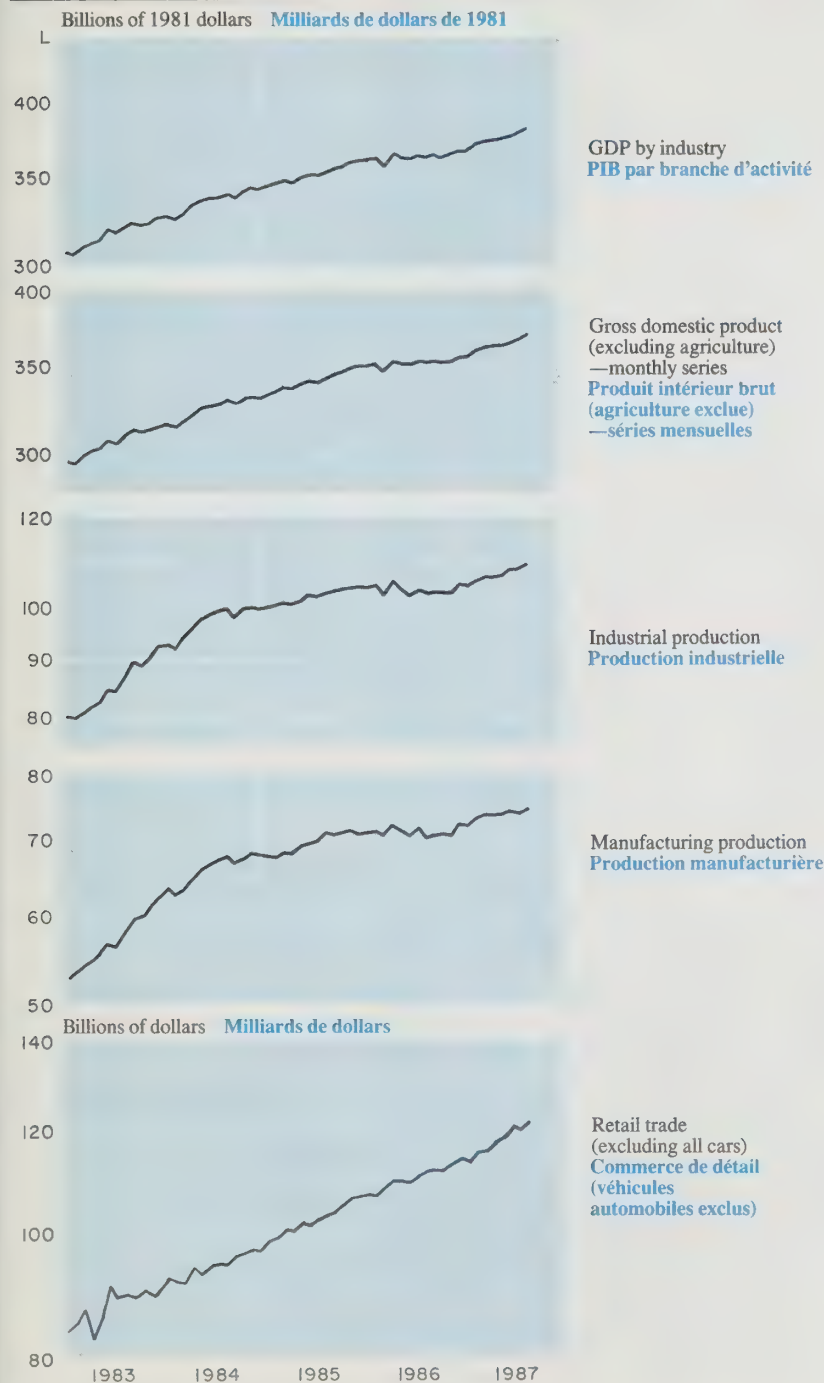 Billions of 1981 dollars Milliards de dollars de 1981
L
400
350
300
GDP by industry
PIB par branche d'activité
400
350
300
Gross domestic product
(excluding agriculture)
—monthly series
Produit intérieur brut
(agriculture exclue)
—séries mensuelles
120
100
90
80
Industrial production
Production industrielle
80
70
60
50
Manufacturing production
Production manufacturière
Billions of dollars Milliards de dollars
140
120
100
80
Retail trade
(excluding all cars)
Commerce de détail
(véhicules
automobiles exclus)
1983 1984 1985 1986 1987